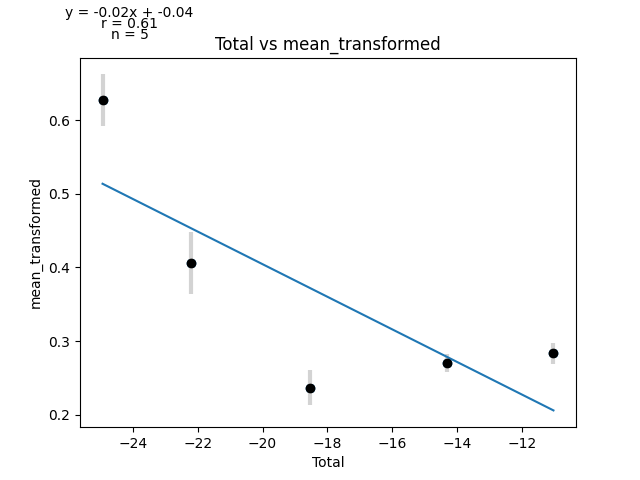 y = -0.02x + -0.04
r = 0.61
n = 5
Total vs mean_transformed
mean_transformed
0.6
0.5
0.4
0.3
0.2
−24 −22 −20 −18 −16 −14 −12
Total